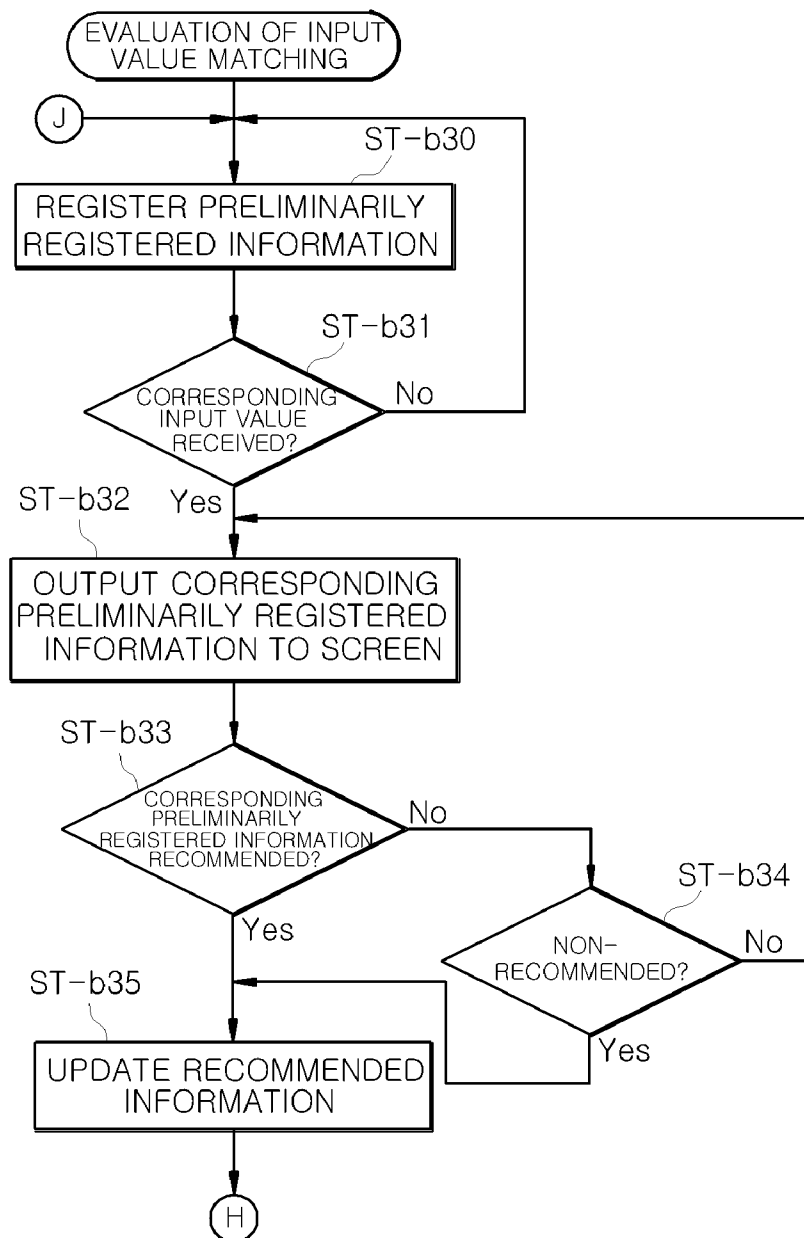 EVALUATION OF INPUT
VALUE MATCHING
J
ST-b30
REGISTER PRELIMINARILY
REGISTERED INFORMATION
ST-b31
CORRESPONDING
INPUT VALUE
RECEIVED?
No
Yes
ST-b32
OUTPUT CORRESPONDING
PRELIMINARILY REGISTERED
INFORMATION TO SCREEN
ST-b33
CORRESPONDING
PRELIMINARILY
REGISTERED INFORMATION
RECOMMENDED?
No
Yes
ST-b34
NON-
RECOMMENDED?
No
Yes
ST-b35
UPDATE RECOMMENDED
INFORMATION
H